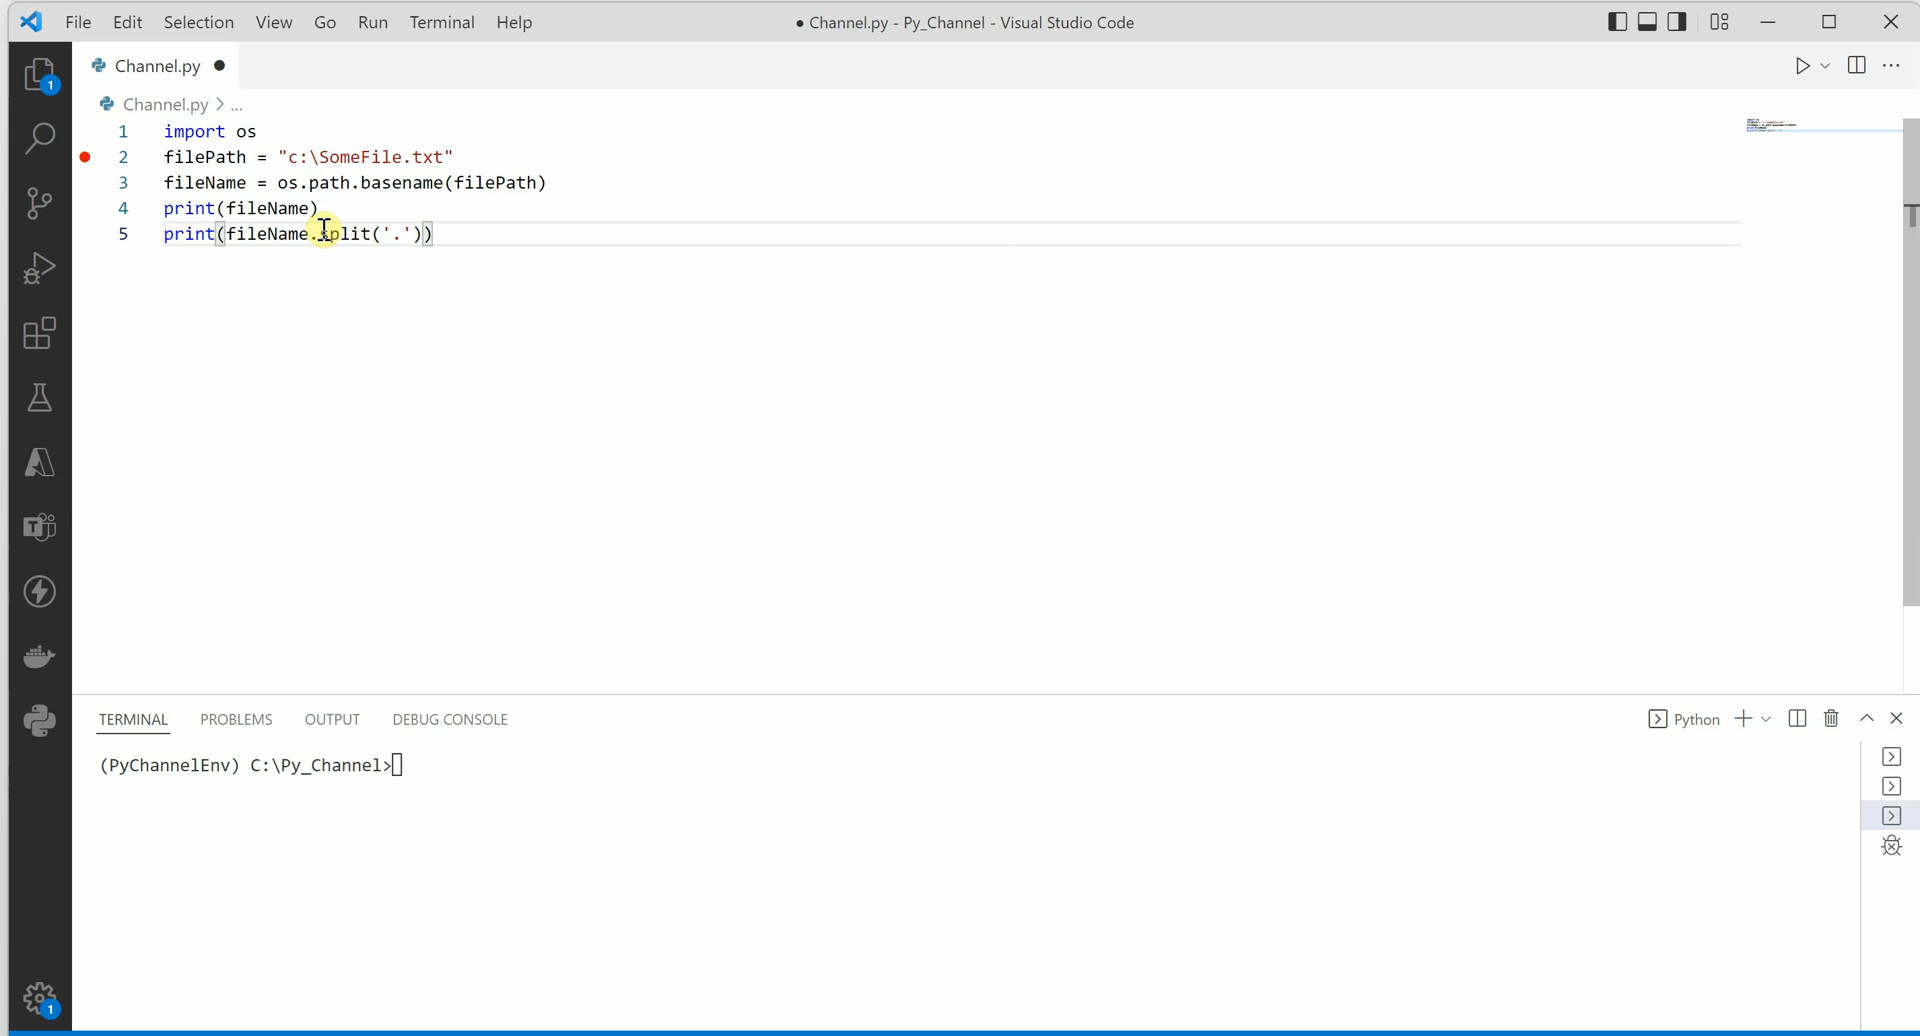 File Edit Selection View Go Run Terminal Help
● Channel.py - Py_Channel - Visual Studio Code
Channel.py ●
1
Channel.py > ...
1 import os
2 filePath = "c:\SomeFile.txt"
3 fileName = os.path.basename(filePath)
4 print(fileName)
5 print(fileName.split('.'))
TERMINAL PROBLEMS OUTPUT DEBUG CONSOLE
Python
(PyChannelEnv) C:\Py_Channel>
1